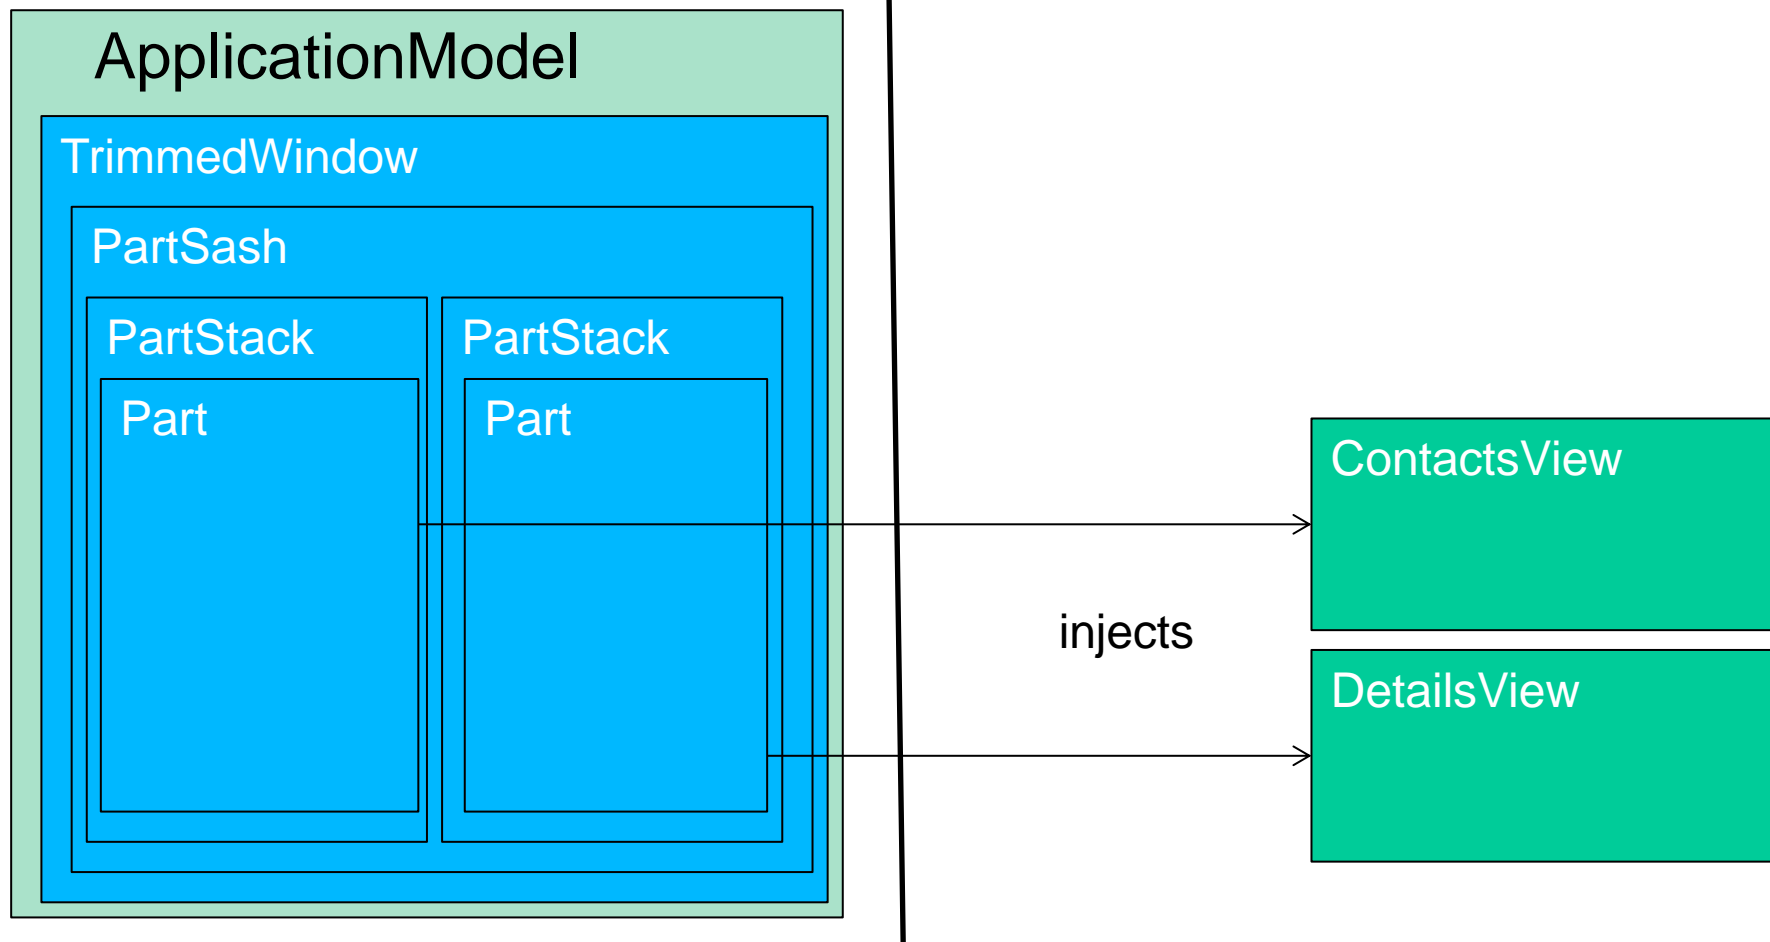 ApplicationModel
TrimmedWindow
PartSash
PartStack
PartStack
Part
Part
ContactsView
injects
DetailsView